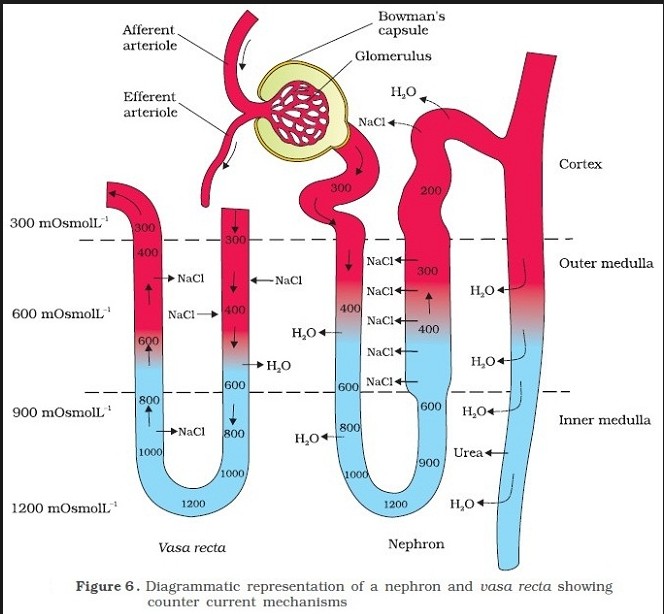 Bowman's
capsule
Afferent
arteriole
Glomerulus
Efferent
arteriole
H₂O
NaCl
Cortex
300
200
300 mOsmolL⁻¹
300
300
400
NaCl
NaCl
NaCl
400
600
H₂O
600
800
NaCl
800
1000
1000
1200
600 mOsmolL⁻¹
900 mOsmolL⁻¹
1200 mOsmolL⁻¹
NaCl
300
NaCl
NaCl
400
400
NaCl
H₂O
NaCl
600
600
H₂O
800
900
1000
1200
Outer medulla
H₂O
H₂O
H₂O
Inner medulla
Urea
H₂O
Vasa recta
Nephron
Figure 6. Diagrammatic representation of a nephron and vasa recta showing
counter current mechanisms